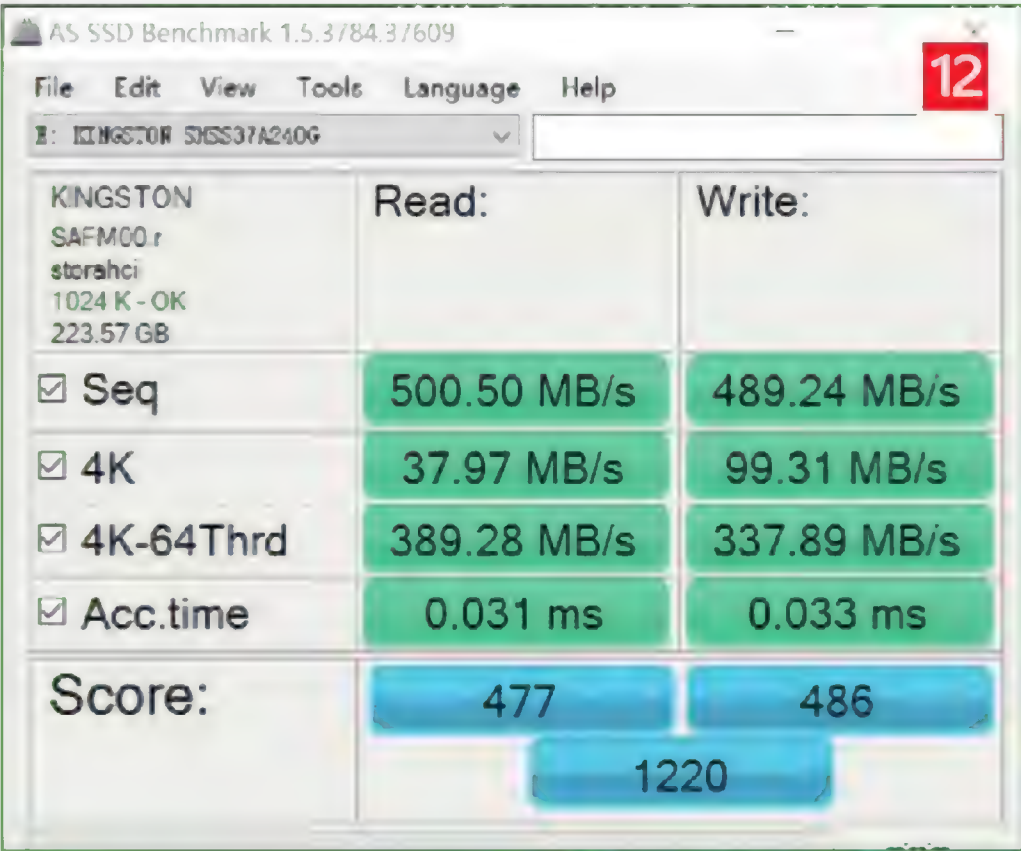 AS SSD Benchmark 1.5.3784.37609
12
File Edit View Tools Language Help
KINGSTON
KINGSTON
storahci
1024 K - OK
223.57 GB
Read:
Write:
Seq 500.50 MB/s 489.24 MB/s
4K 37.97 MB/s 99.31 MB/s
4K-64Thrd 389.28 MB/s 337.89 MB/s
Acc.time 0.031 ms 0.033 ms
Score: 477 486
1220